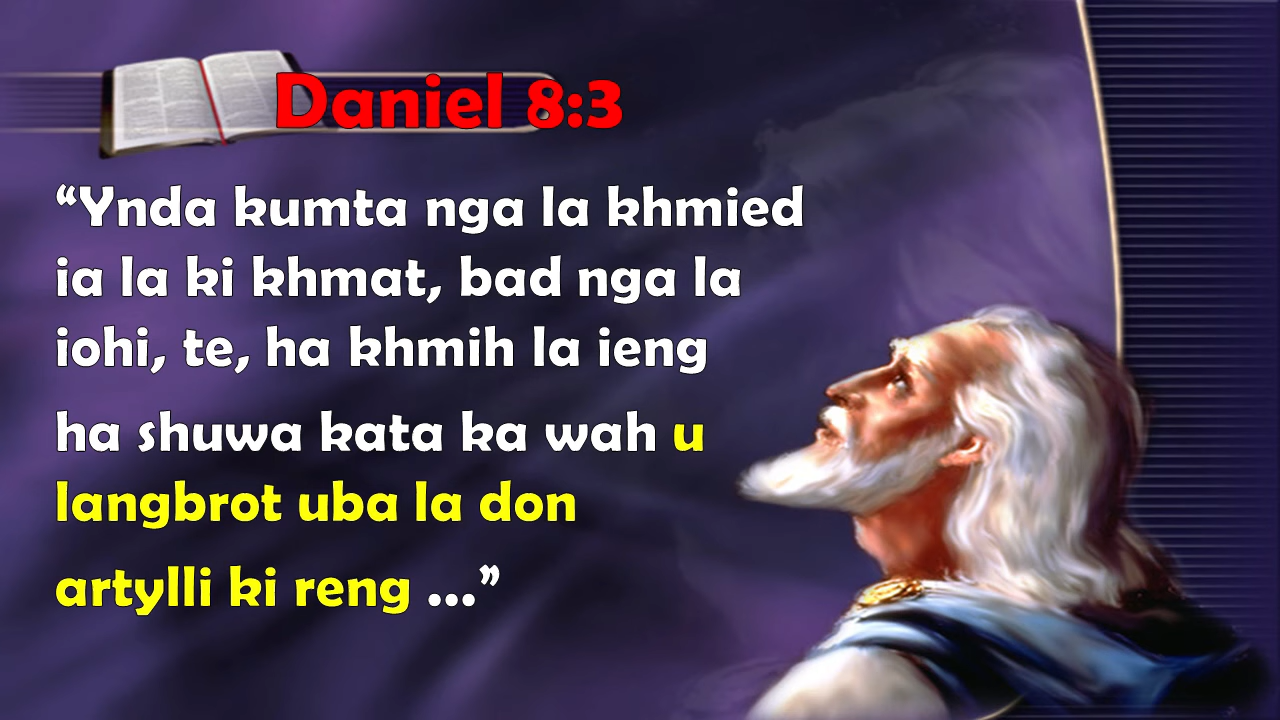 Daniel 8:3
“Ynda kumta nga la khmied
ia la ki khmat, bad nga la
iohi, te, ha khmih la ieng
ha shuwa kata ka wah u
langbrot uba la don
artylli ki reng ...”